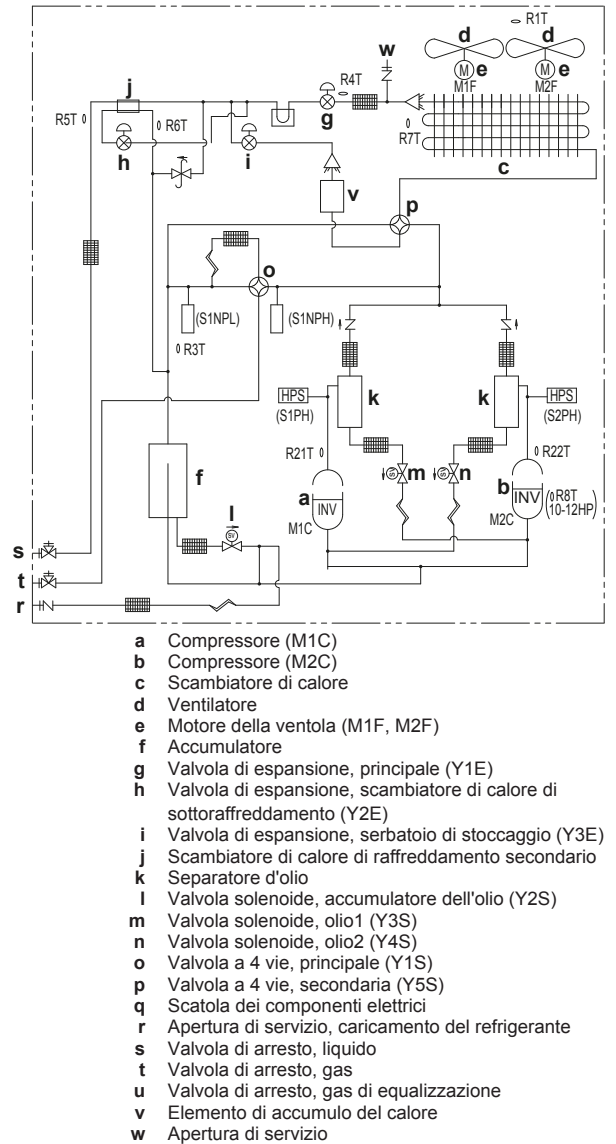 R1T
d
d
w
M
e
M
e
M1F
M2F
R4T
j
g
R5T
R6T
R7T
h
i
c
v
p
o
(S1NPL)
(S1NPH)
R3T
HPS
k
k
HPS
(S1PH)
(S2PH)
f
R21T
R22T
SV
m
SV
n
a
b
INV
INV
R8T
10-12HP
M1C
M2C
l
SV
s
t
r
a Compressore (M1C)
b Compressore (M2C)
c Scambiatore di calore
d Ventilatore
e Motore della ventola (M1F, M2F)
f Accumulatore
g Valvola di espansione, principale (Y1E)
h Valvola di espansione, scambiatore di calore di
sottoraffreddamento (Y2E)
i Valvola di espansione, serbatoio di stoccaggio (Y3E)
j Scambiatore di calore di raffreddamento secondario
k Separatore d'olio
l Valvola solenoide, accumulatore dell'olio (Y2S)
m Valvola solenoide, olio1 (Y3S)
n Valvola solenoide, olio2 (Y4S)
o Valvola a 4 vie, principale (Y1S)
p Valvola a 4 vie, secondaria (Y5S)
q Scatola dei componenti elettrici
r Apertura di servizio, caricamento del refrigerante
s Valvola di arresto, liquido
t Valvola di arresto, gas
u Valvola di arresto, gas di equalizzazione
v Elemento di accumulo del calore
w Apertura di servizio